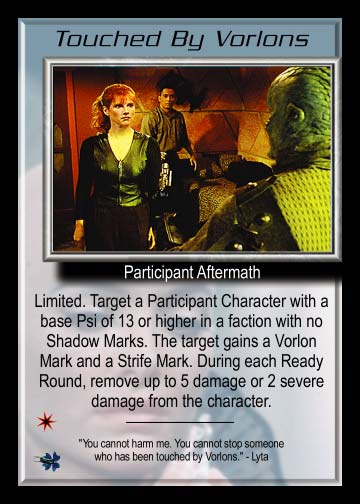 Touched By Vorlons
Participant Aftermath
Limited. Target a Participant Character with a
base Psi of 13 or higher in a faction with no
Shadow Marks. The target gains a Vorlon
Mark and a Strife Mark. During each Ready
Round, remove up to 5 damage or 2 severe
damage from the character.
"You cannot harm me. You cannot stop someone
who has been touched by Vorlons." - Lyta